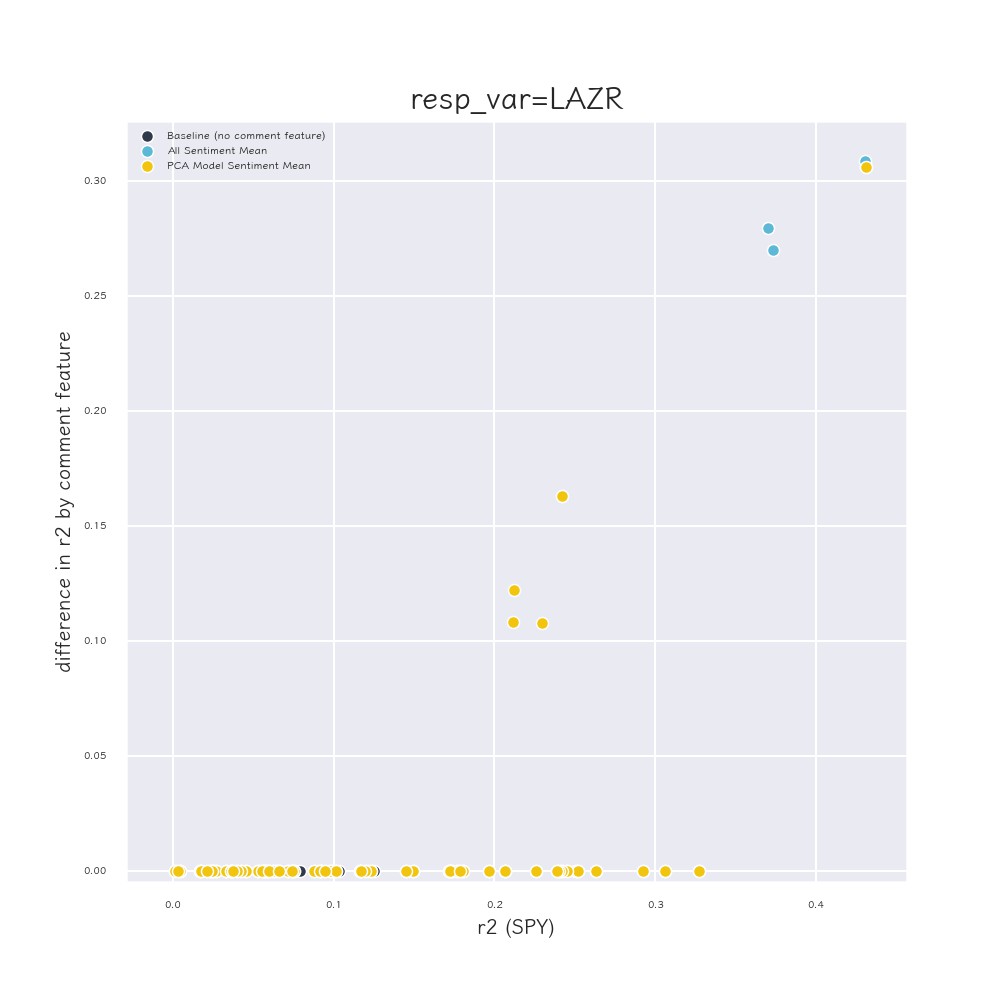 resp_var=LAZR
Baseline (no comment feature)
All Sentiment Mean
PCA Model Sentiment Mean
0.30
0.25
0.20
0.15
0.10
0.05
0.00
difference in r2 by comment feature
0.0 0.1 0.2 0.3 0.4
r2 (SPY)